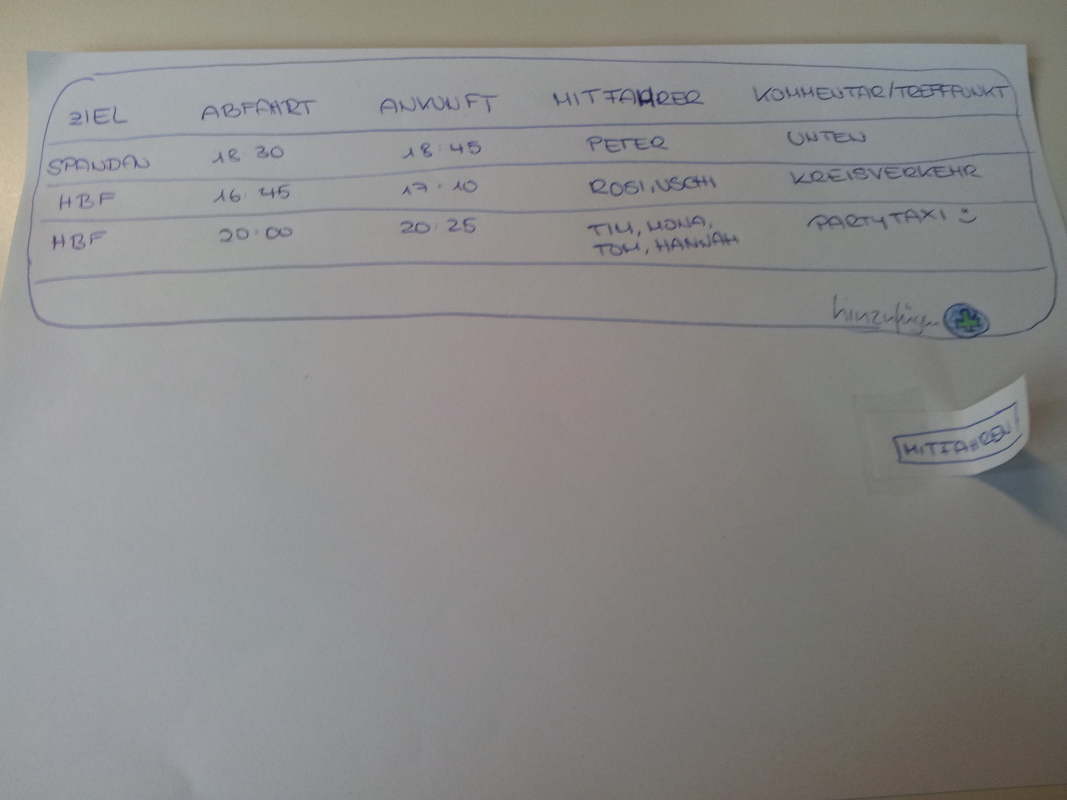 ZIEL ABFAHRT ANKUNFT MITFAHRER KOMMENTAR/TREFFPUNKT
SPANDAU 18:30 18:45 PETER UNTEN
HBF 16:45 17:10 ROSI, USCHI KREISVERKEHR
HBF 20:00 20:25 TIM, MONA, PARTYTAXI :)
TOM, HANNAH
hinzufügen +
MITFAHREN